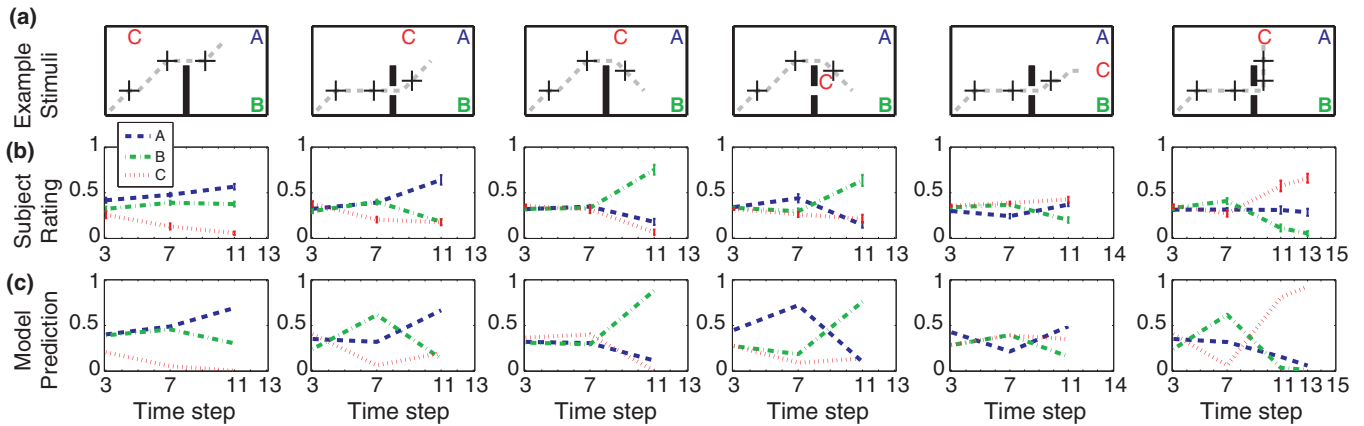 (a)
Example
Stimuli
C A B
C A B
C A B
C A B
A C B
C A B
A
B
C
(b)
Subject
Rating
1 0.5 0 3 7 11 13
1 0.5 0 3 7 11 13
1 0.5 0 3 7 11 13
1 0.5 0 3 7 11 13
1 0.5 0 3 7 11 14
1 0.5 0 3 7 11 13 15
(c)
Model
Prediction
1 0.5 0 3 7 11 13
1 0.5 0 3 7 11 13
1 0.5 0 3 7 11 13
1 0.5 0 3 7 11 13
1 0.5 0 3 7 11 14
1 0.5 0 3 7 11 13 15
Time step
Time step
Time step
Time step
Time step
Time step